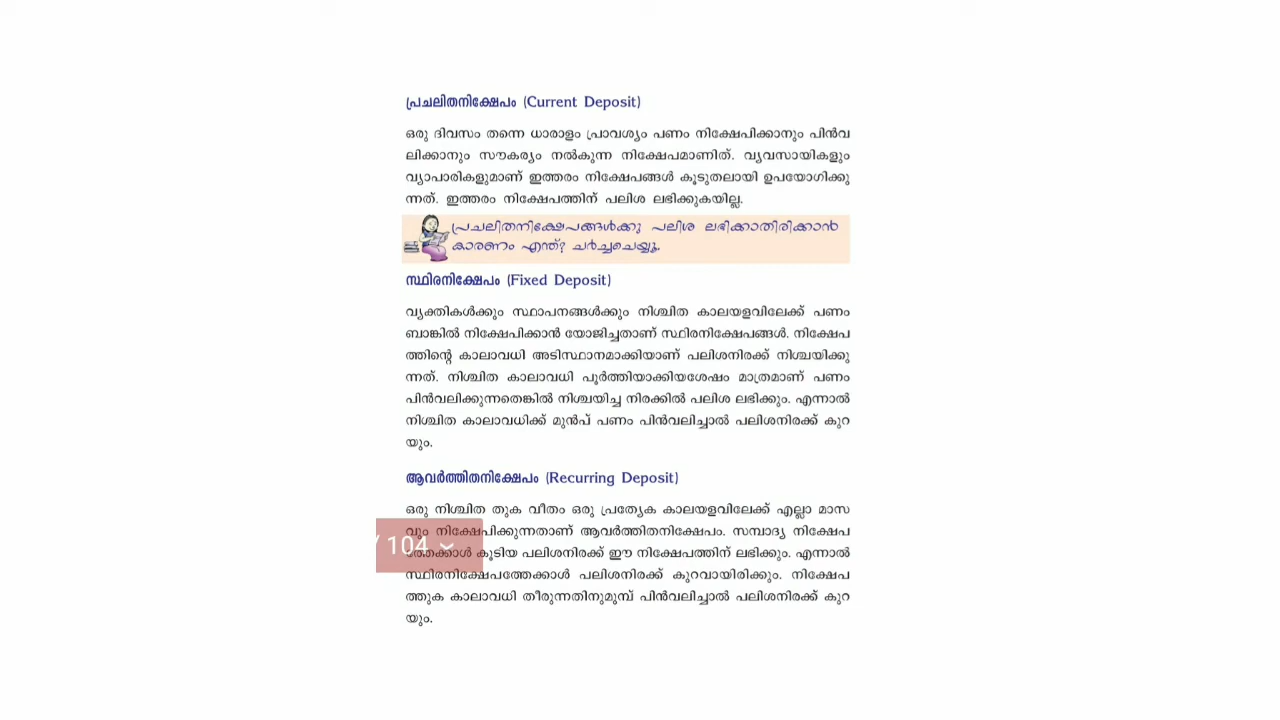 പ്രചലിതനിക്ഷേപം (Current Deposit)
ഒരു ദിവസം തന്നെ ധാരാളം പ്രാവശ്യം പണം നിക്ഷേപിക്കാനും പിൻവ
ലിക്കാനും സൗകര്യം നൽകുന്ന നിക്ഷേപമാണിത്. വ്യവസായികളും
വ്യാപാരികളുമാണ് ഇത്തരം നിക്ഷേപങ്ങൾ കൂടുതലായി ഉപയോഗിക്കു
ന്നത്. ഇത്തരം നിക്ഷേപത്തിന് പലിശ ലഭിക്കുകയില്ല.
പ്രചലിതനിക്ഷേപങ്ങൾക്കു പലിശ ലഭിക്കാതിരിക്കാൻ
കാരണം എന്ത്? ചർച്ചചെയ്യൂ.
സ്ഥിരനിക്ഷേപം (Fixed Deposit)
വ്യക്തികൾക്കും സ്ഥാപനങ്ങൾക്കും നിശ്ചിത കാലയളവിലേക്ക് പണം
ബാങ്കിൽ നിക്ഷേപിക്കാൻ യോജിച്ചതാണ് സ്ഥിരനിക്ഷേപങ്ങൾ. നിക്ഷേപ
ത്തിന്റെ കാലാവധി അടിസ്ഥാനമാക്കിയാണ് പലിശനിരക്ക് നിശ്ചയിക്കു
ന്നത്. നിശ്ചിത കാലാവധി പൂർത്തിയാക്കിയശേഷം മാത്രമാണ് പണം
പിൻവലിക്കുന്നതെങ്കിൽ നിശ്ചയിച്ച നിരക്കിൽ പലിശ ലഭിക്കും. എന്നാൽ
നിശ്ചിത കാലാവധിക്ക് മുൻപ് പണം പിൻവലിച്ചാൽ പലിശനിരക്ക് കുറ
യും.
ആവർത്തിതനിക്ഷേപം (Recurring Deposit)
ഒരു നിശ്ചിത തുക വീതം ഒരു പ്രത്യേക കാലയളവിലേക്ക് എല്ലാ മാസ
വും നിക്ഷേപിക്കുന്നതാണ് ആവർത്തിതനിക്ഷേപം. സമ്പാദ്യ നിക്ഷേപ
ത്തേക്കാൾ കൂടിയ പലിശനിരക്ക് ഈ നിക്ഷേപത്തിന് ലഭിക്കും. എന്നാൽ
/ 104
സ്ഥിരനിക്ഷേപത്തേക്കാൾ പലിശനിരക്ക് കുറവായിരിക്കും. നിക്ഷേപ
ത്തുക കാലാവധി തീരുന്നതിനുമുമ്പ് പിൻവലിച്ചാൽ പലിശനിരക്ക് കുറ
യും.